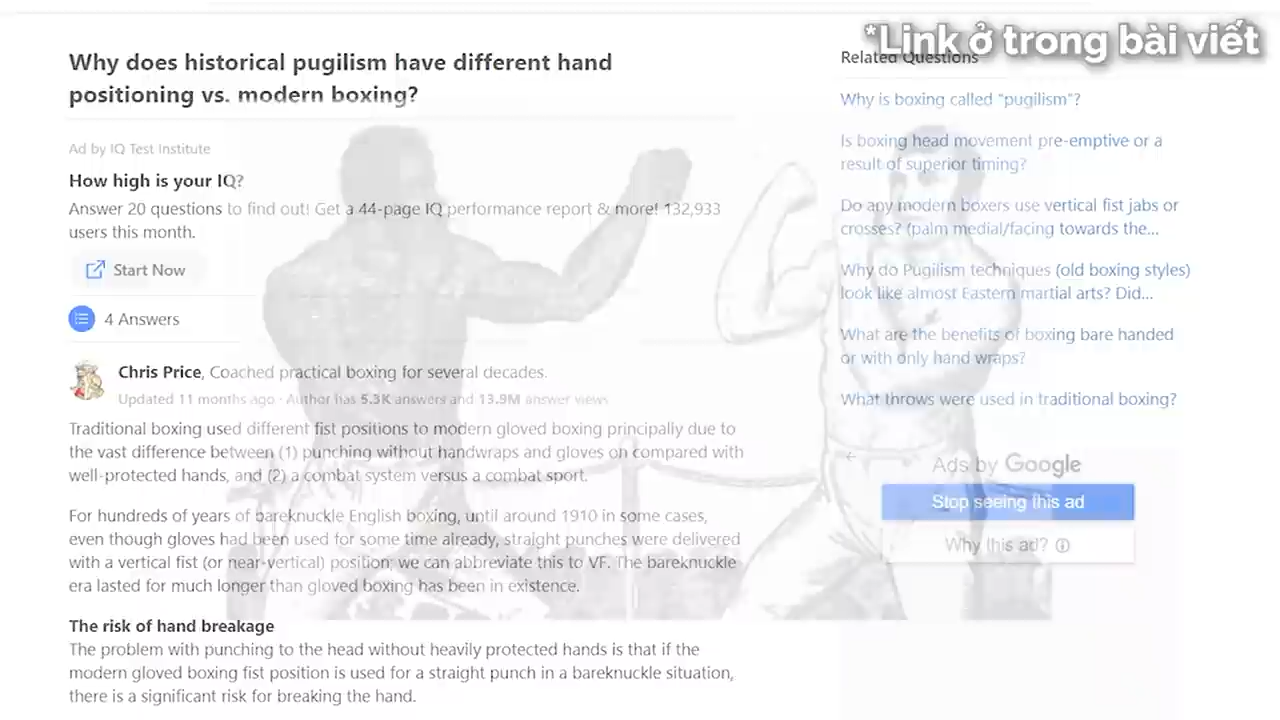 *Link ở trong bài viết
Why does historical pugilism have different hand
positioning vs. modern boxing?
Ad by IQ Test Institute
How high is your IQ?
Answer 20 questions to find out! Get a 44-page IQ performance report & more! 132,933
users this month.
Start Now
4 Answers
Chris Price, Coached practical boxing for several decades.
Updated 11 months ago · Author has 5.3K answers and 13.9M answer views
Traditional boxing used different fist positions to modern gloved boxing principally due to
the vast difference between (1) punching without handwraps and gloves on compared with
well-protected hands, and (2) a combat system versus a combat sport.
For hundreds of years of bareknuckle English boxing, until around 1910 in some cases,
even though gloves had been used for some time already, straight punches were delivered
with a vertical fist (or near-vertical) position; we can abbreviate this to VF. The bareknuckle
era lasted for much longer than gloved boxing has been in existence.
The risk of hand breakage
The problem with punching to the head without heavily protected hands is that if the
modern gloved boxing fist position is used for a straight punch in a bareknuckle situation,
there is a significant risk for breaking the hand.
Related Questions
Why is boxing called "pugilism"?
Is boxing head movement pre-emptive or a
result of superior timing?
Do any modern boxers use vertical fist jabs or
crosses? (palm medial/facing towards the...
Why do Pugilism techniques (old boxing styles)
look like almost Eastern martial arts? Did...
What are the benefits of boxing bare handed
or with only hand wraps?
What throws were used in traditional boxing?
Ads by Google
Stop seeing this ad
Why this ad?